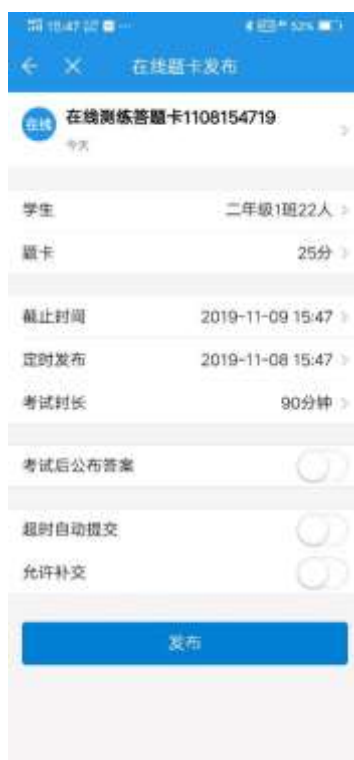 在线题卡发布
在线
在线测练答题卡1108154719
今天
学生 二年级1班22人
题卡 25分
截止时间 2019-11-09 15:47
定时发布 2019-11-08 15:47
考试时长 90分钟
考试后公布答案
超时自动提交
允许补交
发布